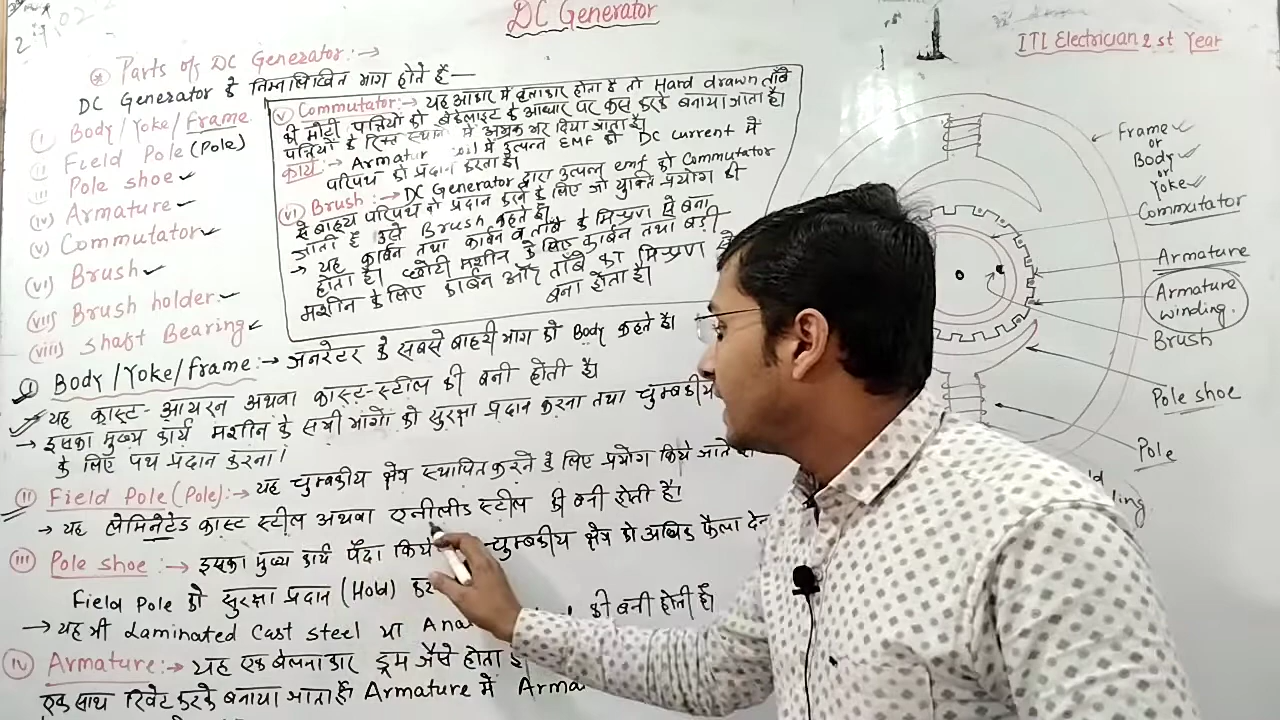 DC Generator
ITI Electrician 2 st Year
Parts of DC Generator :→
DC Generator के निम्नलिखित भाग होते हैं—
(i) Body/Yoke/Frame
(ii) Field Pole (Pole)
(iii) Pole shoe
(iv) Armature
(v) Commutator
(vi) Brush
(vii) Brush holder
(viii) Shaft Bearing
(v) Commutator :→ यह आकार में बेलनाकार होता है तो Hard drawn तांबे
की मोटी पत्तियों को बैकेलाइट के आधार पर कस करके बनाया जाता है।
पत्तियों के रिक्त स्थानों में अभ्रक भर दिया जाता है।
कार्य :→ Armatur में उत्पन्न EMF को DC current में
परिपथ को प्रदान करता है।
(vi) Brush :→ DC Generator द्वारा उत्पन्न emf को Commutator
से बाहय परिपथ को प्रदान करने के लिए जो युक्ति प्रयोग की
जाती है उसे Brush कहते हैं।
→ यह कार्बन तथा कार्बन व तांबे के मिश्रण से बना
होता है। छोटी मशीन के लिए कार्बन तथा बड़ी
मशीन के लिए कार्बन और ताँबे का मिश्रण से
बना होता है।
(i) Body/Yoke/frame :→ जनरेटर के सबसे बाहरी भाग को Body कहते है।
→ यह कास्ट-आयरन अथवा कास्ट-स्टील की बनी होती है।
→ इसका मुख्य कार्य मशीन के सभी भागों को सुरक्षा प्रदान करना तथा चुम्बकीय
के लिए पथ प्रदान करना।
(ii) Field Pole (Pole) :→ यह चुम्बकीय क्षेत्र स्थापित करने के लिए प्रयोग किये जाते
→ यह लेमिनेटेड कास्ट स्टील अथवा एनीलीड स्टील की बनी होती है।
(iii) Pole shoe :→ इसका मुख्य कार्य पैदा किये चुम्बकीय क्षेत्र को अधिक फैला देना
Field Pole को सुरक्षा प्रदान (Hold)
→ यह भी Laminated Cast steel या की बनी होती है।
(iv) Armature :→ यह एक बेलनाकार ड्रम जैसे होता
एक साथ रिवेट करके बनाया जाता है। Armature में
Frame
or
Body
or
Yoke
Commutator
Armature
Armature
winding.
Brush
Pole shoe
Pole